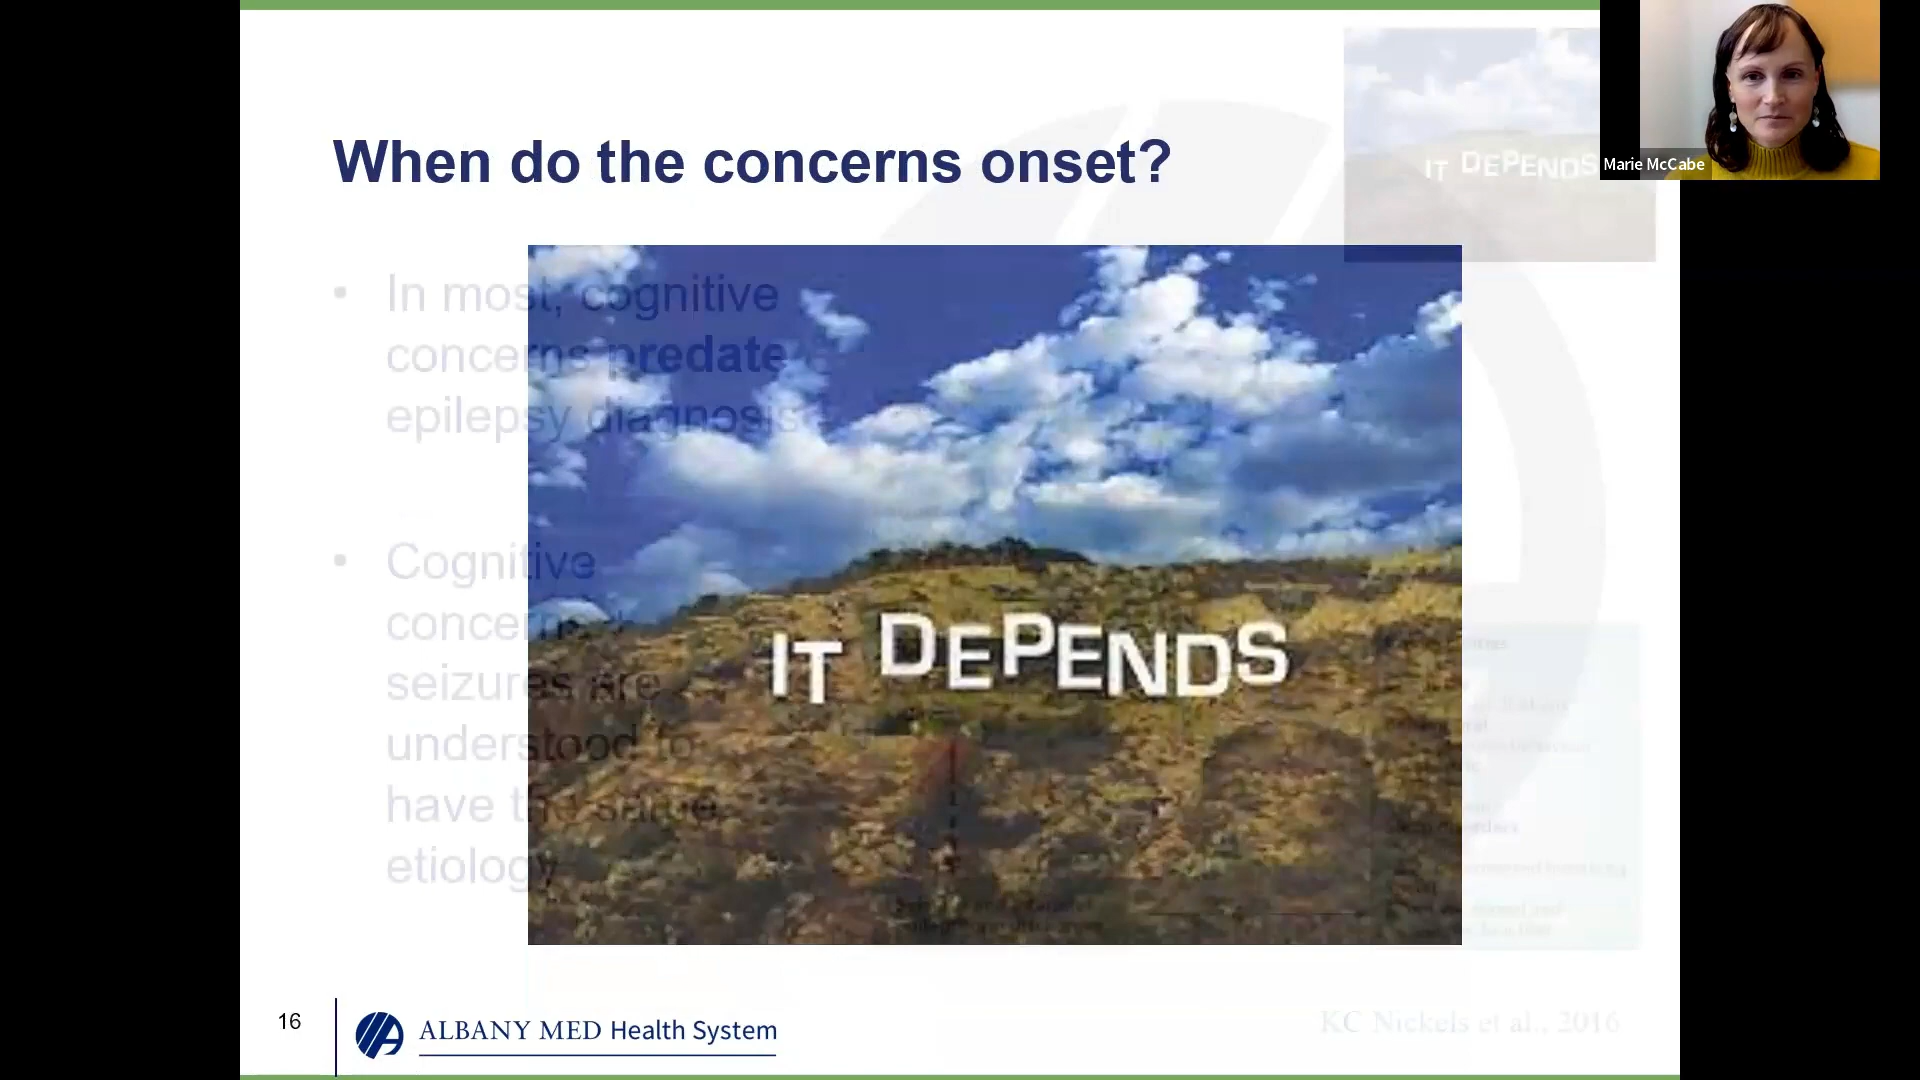 When do the concerns onset?
IT DEPENDS
Marie McCabe
• In most, cognitive
concerns predate
epilepsy diagnosis
• Cognitive
concerns +
seizures are
understood to
have the same
etiology
IT DEPENDS
16
ALBANY MED Health System
KC Nickels et al., 2016